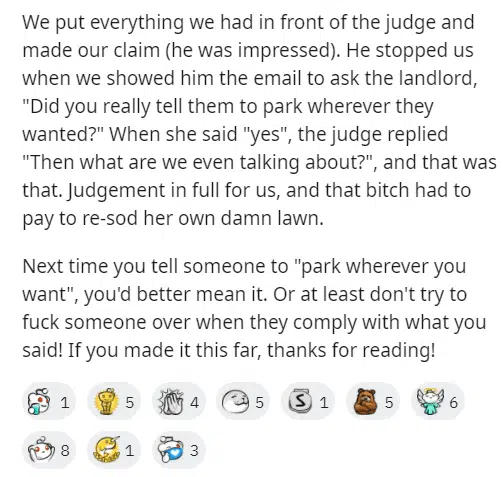 We put everything we had in front of the judge and
made our claim (he was impressed). He stopped us
when we showed him the email to ask the landlord,
"Did you really tell them to park wherever they
wanted?" When she said "yes", the judge replied
"Then what are we even talking about?", and that was
that. Judgement in full for us, and that bitch had to
pay to re-sod her own damn lawn.
Next time you tell someone to "park wherever you
want", you'd better mean it. Or at least don't try to
fuck someone over when they comply with what you
said! If you made it this far, thanks for reading!
1 5 4 5 S 1 5 6
8 1 3